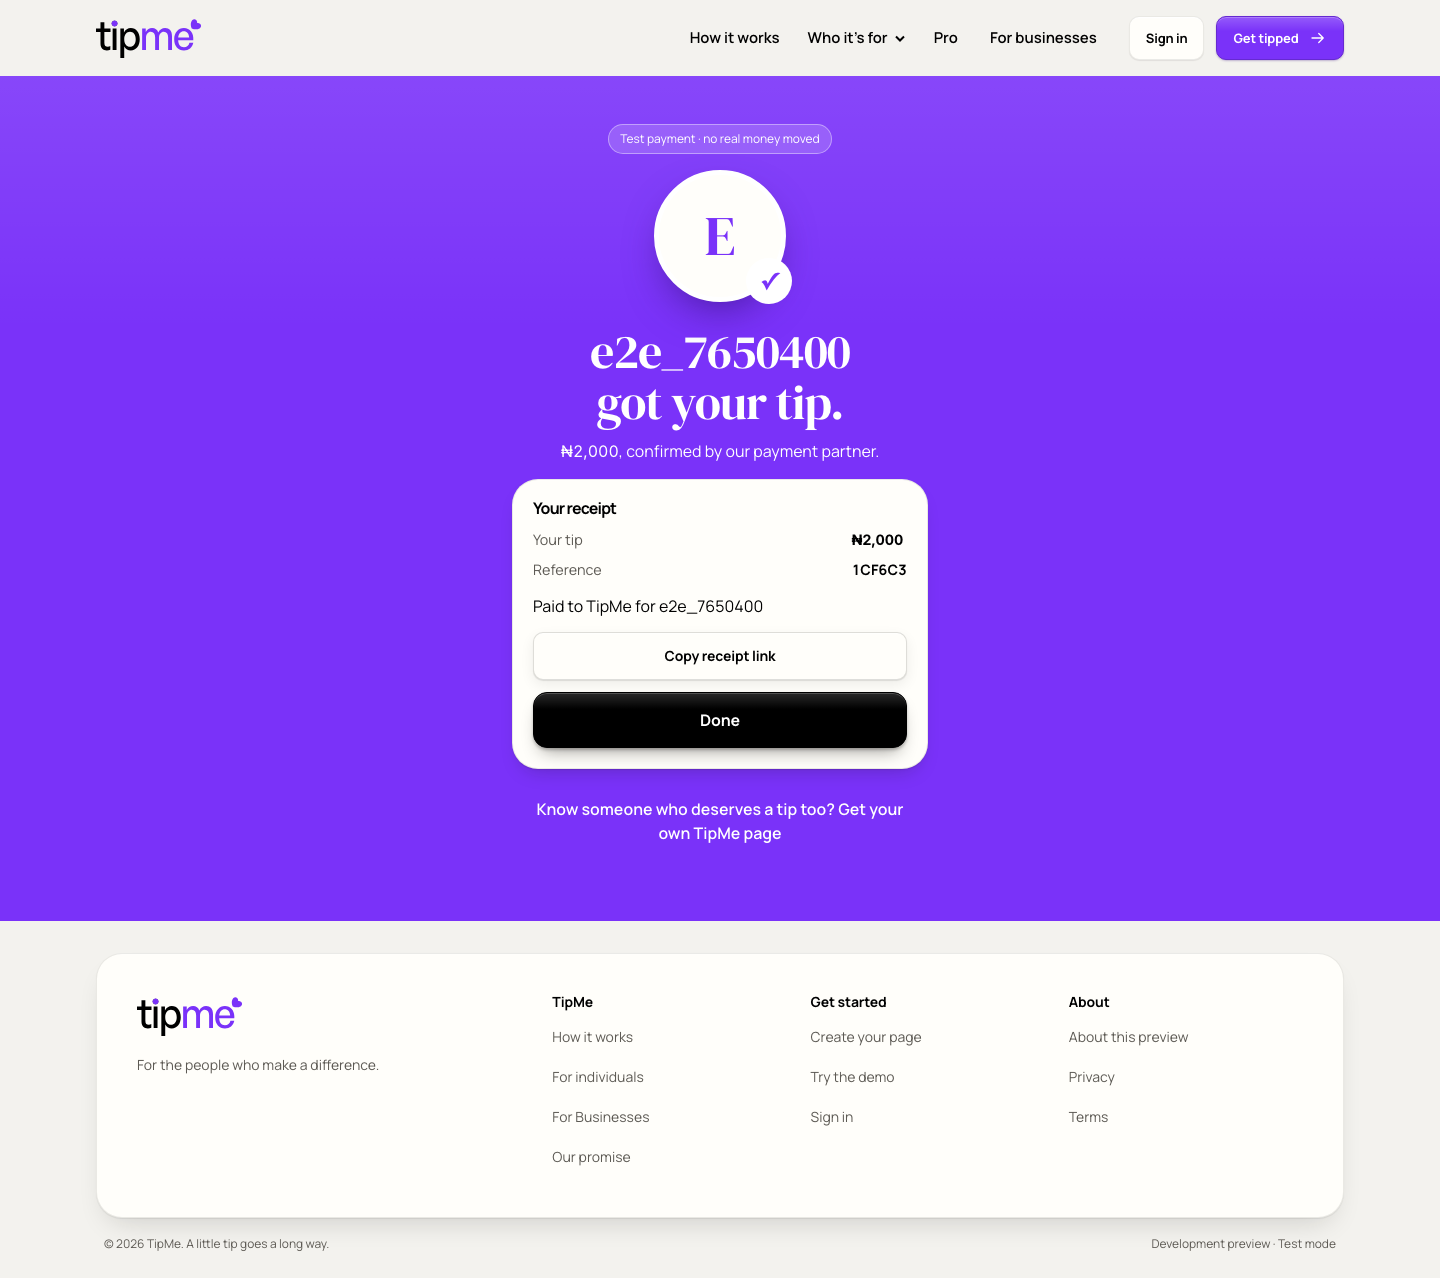 tipme
How it works
Who it's for
Pro
For businesses
Sign in
Get tipped
Test payment · no real money moved
E
e2e_7650400
got your tip.
₦2,000, confirmed by our payment partner.
Your receipt
Your tip ₦2,000
Reference 1CF6C3
Paid to TipMe for e2e_7650400
Copy receipt link
Done
Know someone who deserves a tip too? Get your
own TipMe page
tipme
For the people who make a difference.
TipMe
How it works
For individuals
For Businesses
Our promise
Get started
Create your page
Try the demo
Sign in
About
About this preview
Privacy
Terms
© 2026 TipMe. A little tip goes a long way.
Development preview · Test mode